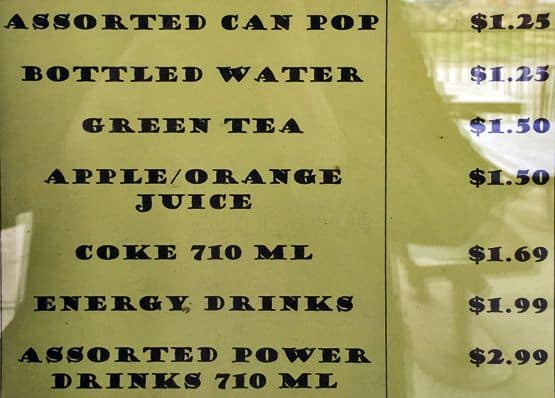 ASSORTED CAN POP $1.25
BOTTLED WATER $1.25
GREEN TEA $1.50
APPLE/ORANGE $1.50
JUICE
COKE 710 ML $1.69
ENERGY DRINKS $1.99
ASSORTED POWER $2.99
DRINKS 710 ML